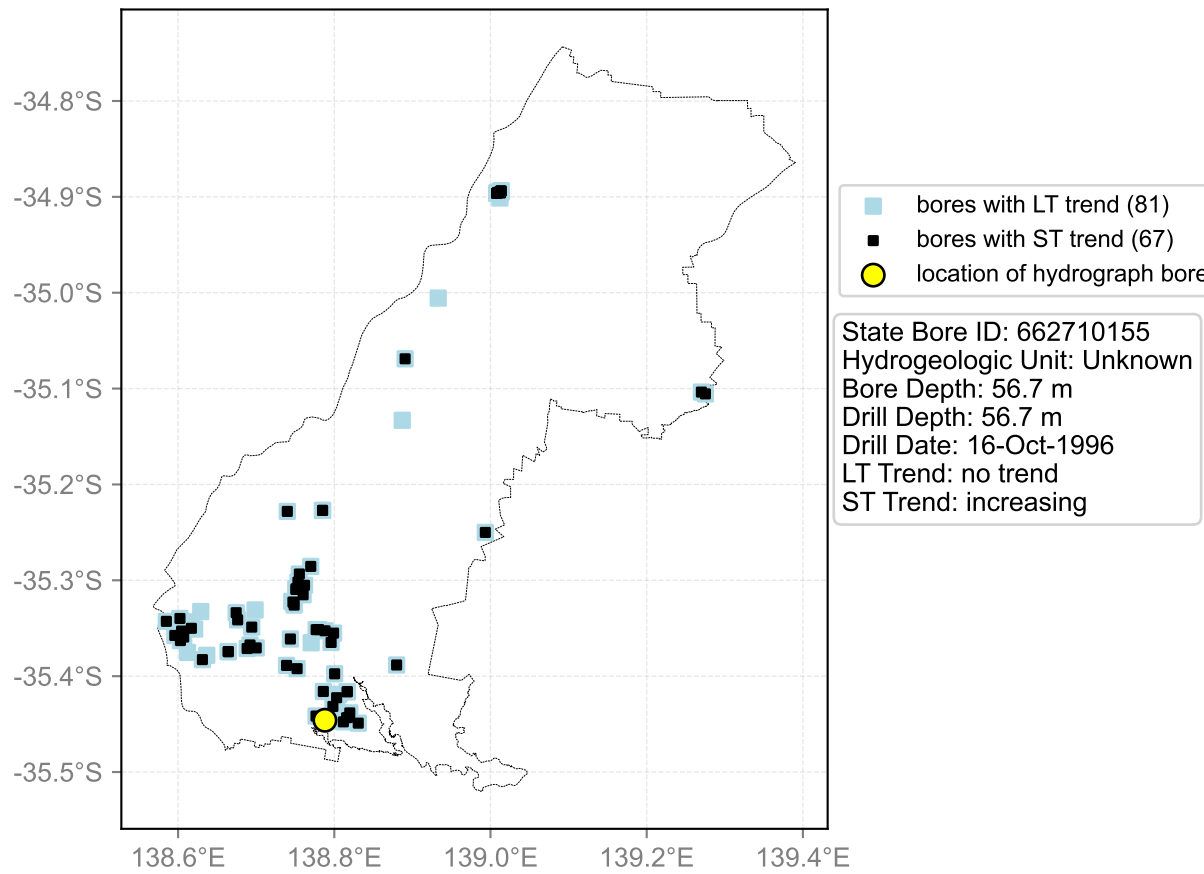 -34.8°S
-34.9°S
-35.0°S
-35.1°S
-35.2°S
-35.3°S
-35.4°S
-35.5°S
138.6°E
138.8°E
139.0°E
139.2°E
139.4°E
bores with LT trend (81)
bores with ST trend (67)
location of hydrograph bore
State Bore ID: 662710155
Hydrogeologic Unit: Unknown
Bore Depth: 56.7 m
Drill Depth: 56.7 m
Drill Date: 16-Oct-1996
LT Trend: no trend
ST Trend: increasing